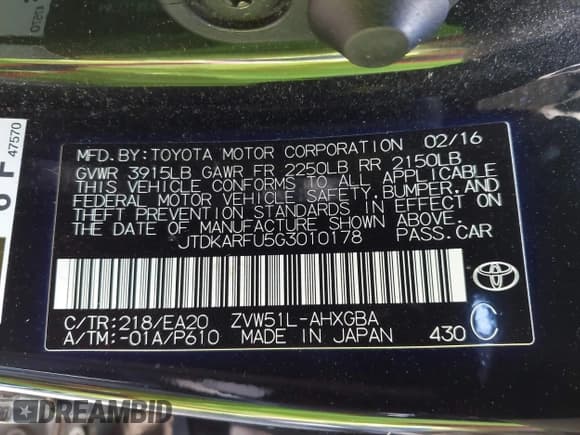 47570
MFD. BY: TOYOTA MOTOR CORPORATION 02/16
GVWR 3915LB GAWR FR 2250LB RR 2150LB
THIS VEHICLE CONFORMS TO ALL APPLICABLE
FEDERAL MOTOR VEHICLE SAFETY, BUMPER, AND
THEFT PREVENTION STANDARDS IN EFFECT ON
THE DATE OF MANUFACTURE SHOWN ABOVE.
JTDKARFU5G3010178 PASS. CAR
C/TR: 218/EA20 ZVW51L-AHXGBA
A/TM: -01A/P610 MADE IN JAPAN 430 C
DREAMBID